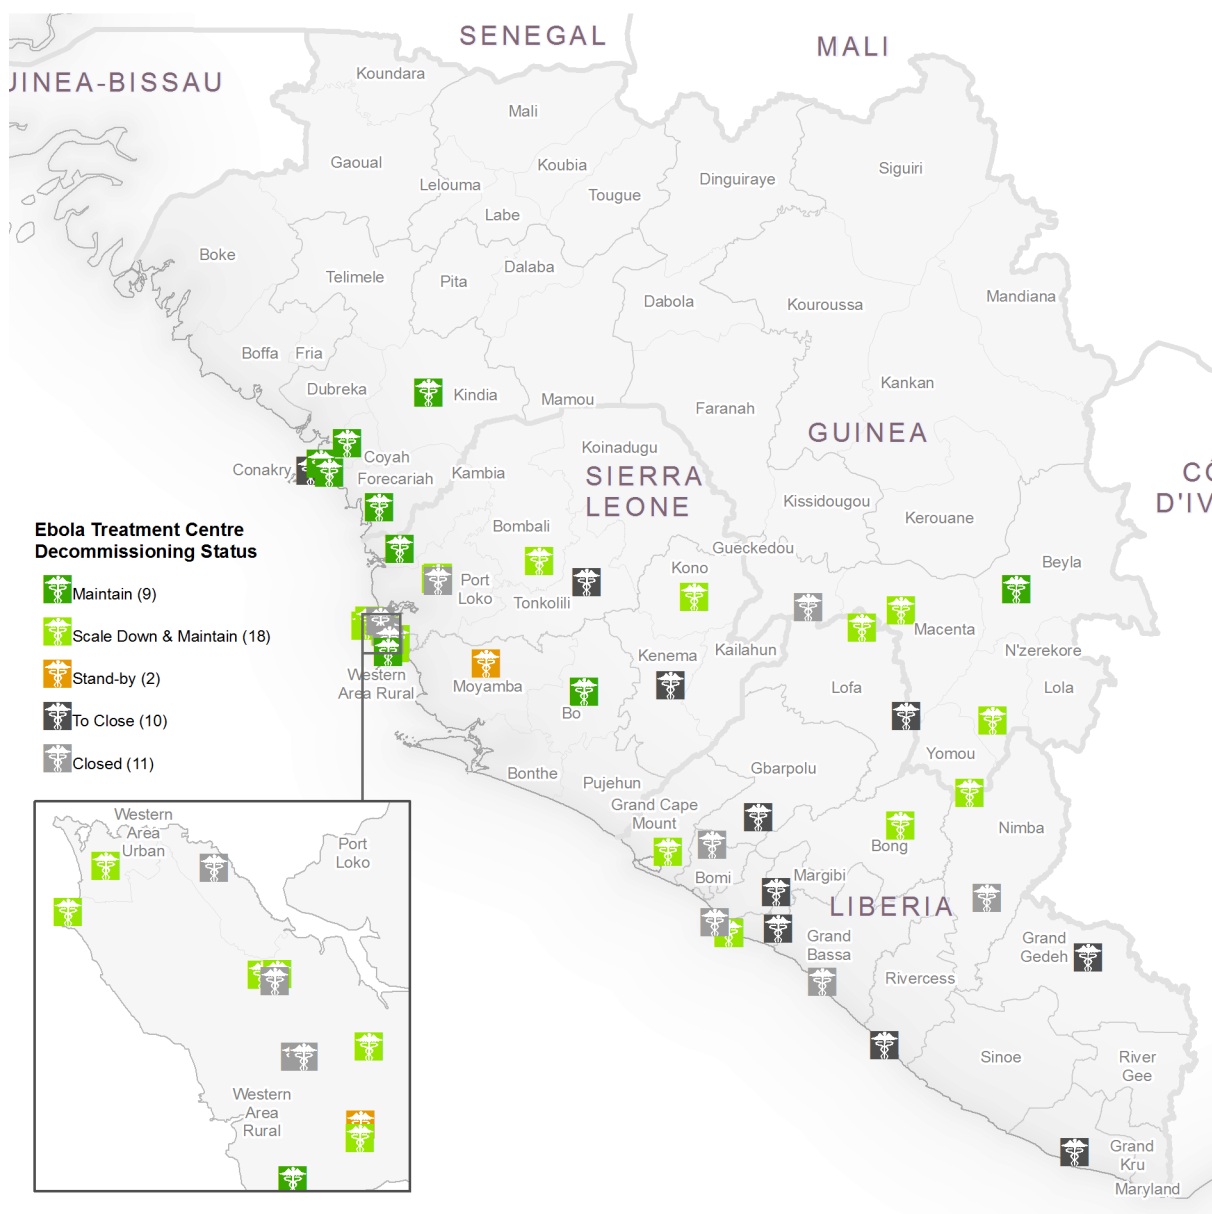 SENEGAL
MALI
UINEA-BISSAU
Koundara
Mali
Gaoual
Koubia
Siguiri
Lelouma
Dinguiraye
Tougue
Labe
Boke
Dalaba
Telimele
Pita
Dabola
Mandiana
Kouroussa
Boffa
Fria
Dubreka
Kindia
Mamou
Kankan
Faranah
GUINEA
Koinadugu
Coyah
Conakry
Forecariah
Kambia
SIERRA
LEONE
CÔ
D'IV
Kissidougou
Kerouane
Bombali
Gueckedou
Beyla
Kono
Port
Loko
Tonkolili
Macenta
Kenema
Kailahun
N'zerekore
Western
Area Rural
Moyamba
Lofa
Lola
Bo
Yomou
Bonthe
Pujehun
Gbarpolu
Grand Cape
Mount
Nimba
Bong
Bomi
Margibi
LIBERIA
Grand
Bassa
Grand
Gedeh
Rivercess
Sinoe
River
Gee
Grand
Kru
Maryland
Ebola Treatment Centre
Decommissioning Status
Maintain (9)
Scale Down & Maintain (18)
Stand-by (2)
To Close (10)
Closed (11)
Western
Area
Urban
Port
Loko
Western
Area
Rural